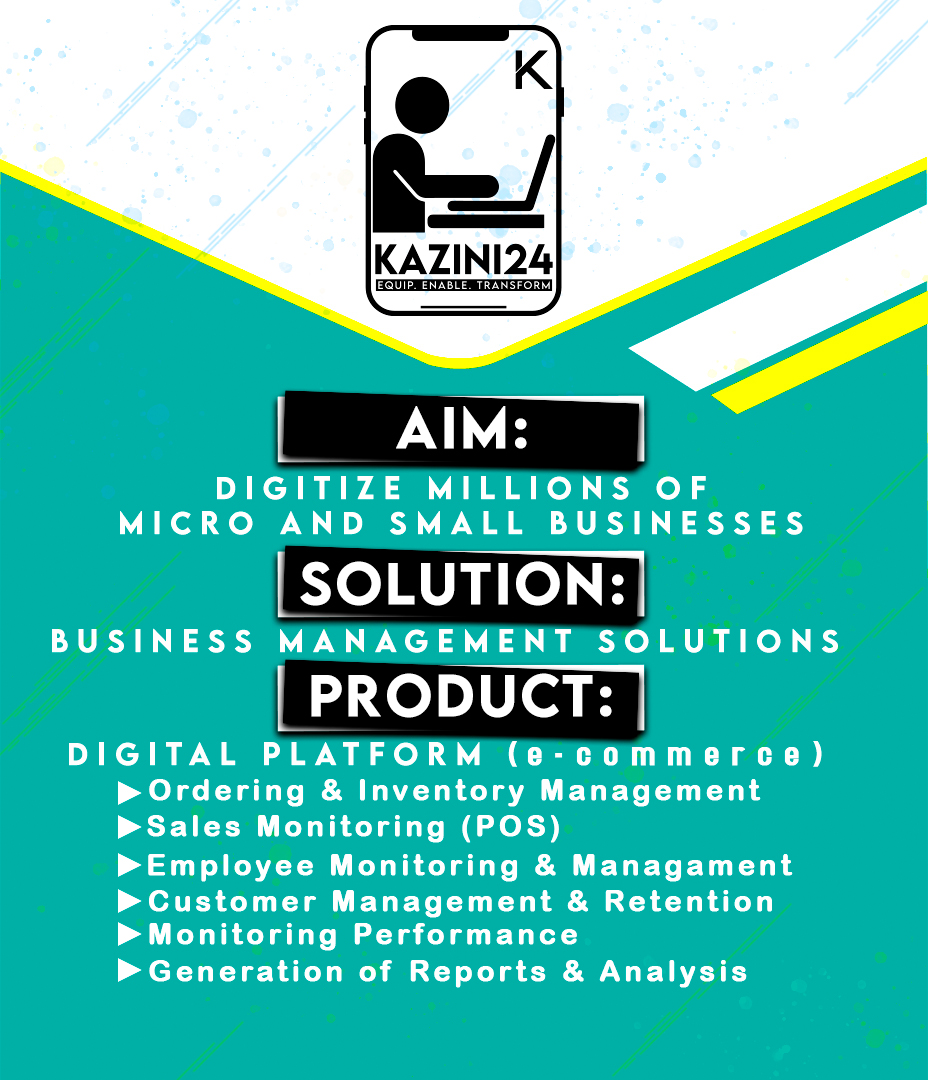 K
KAZINI24
EQUIP. ENABLE. TRANSFORM
AIM:
DIGITIZE MILLIONS OF
MICRO AND SMALL BUSINESSES
SOLUTION:
BUSINESS MANAGEMENT SOLUTIONS
PRODUCT:
DIGITAL PLATFORM (e-commerce)
Ordering & Inventory Management
Sales Monitoring (POS)
Employee Monitoring & Managament
Customer Management & Retention
Monitoring Performance
Generation of Reports & Analysis